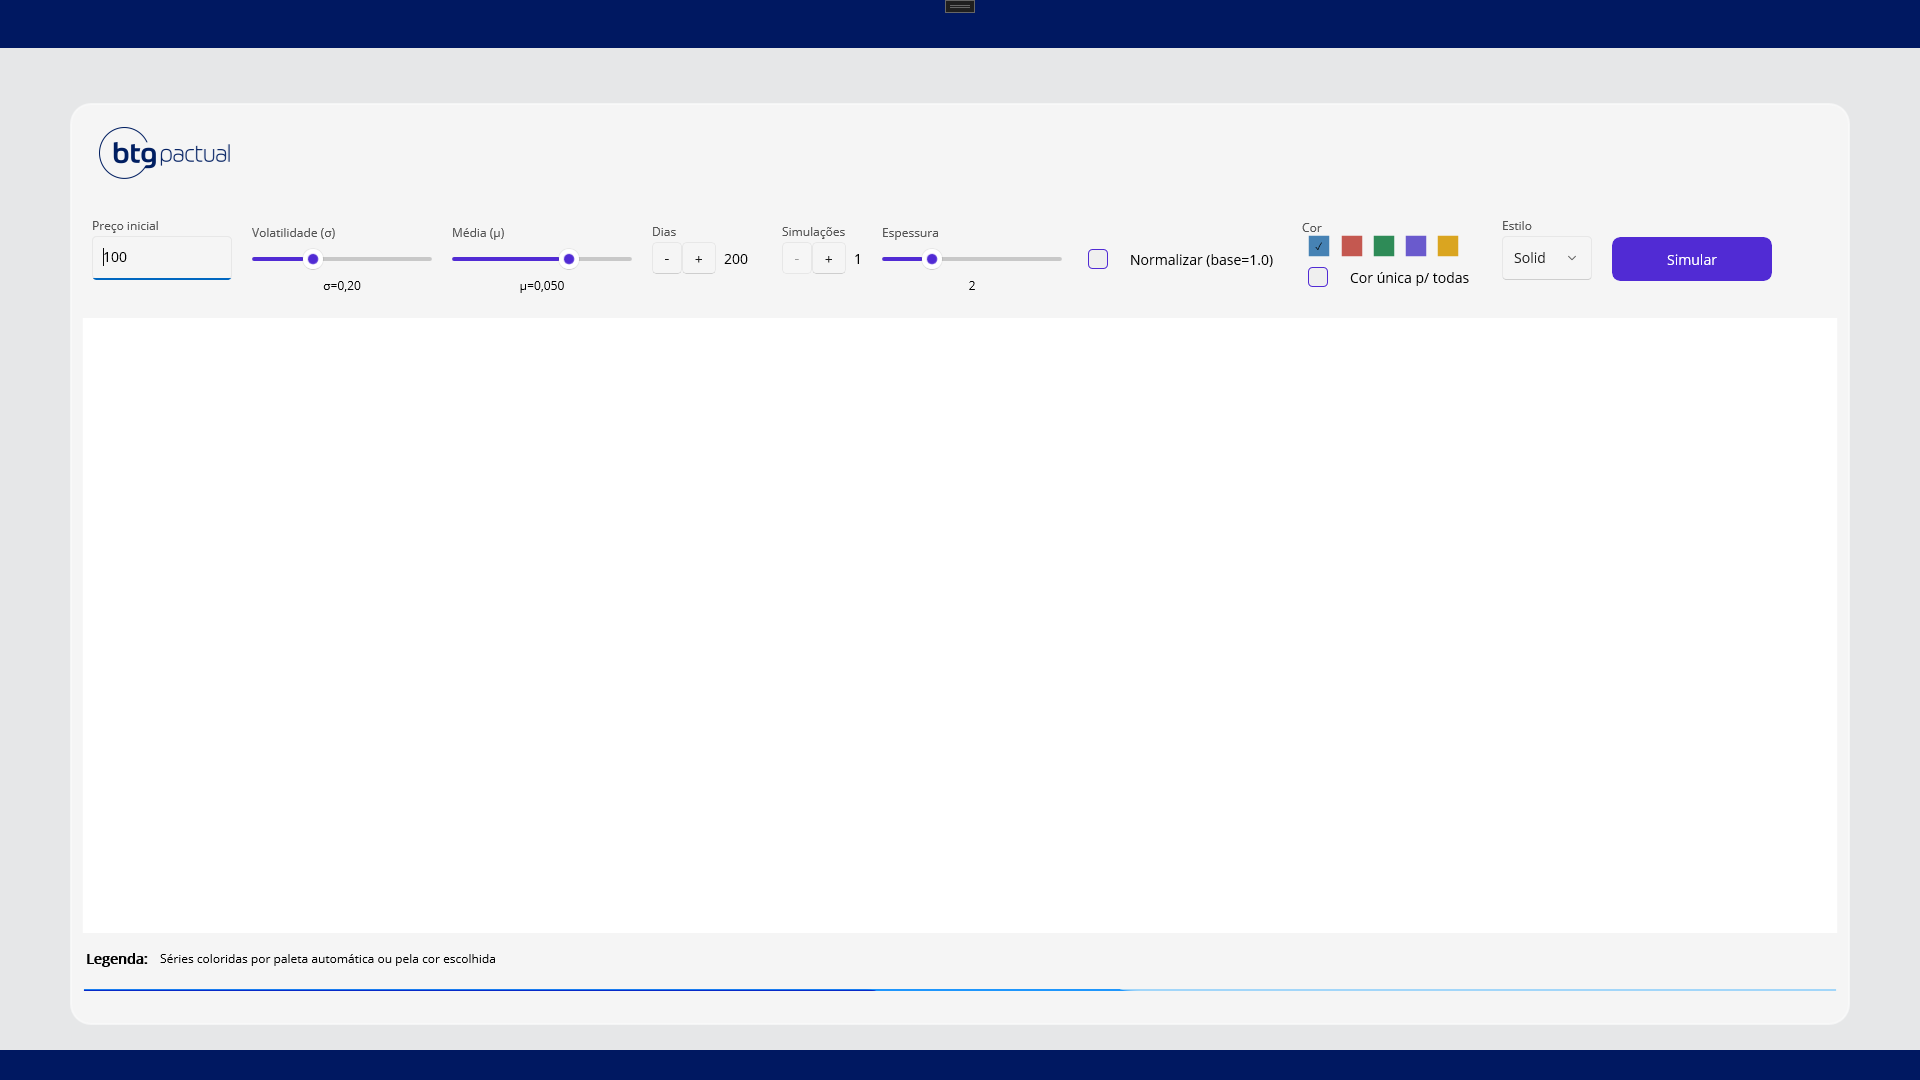 btg pactual
Preço inicial
100
Volatilidade (σ)
σ=0,20
Média (μ)
μ=0,050
Dias
- + 200
Simulações
- + 1
Espessura
2
Normalizar (base=1.0)
Cor
✓
Cor única p/ todas
Estilo
Solid
Simular
Legenda: Séries coloridas por paleta automática ou pela cor escolhida